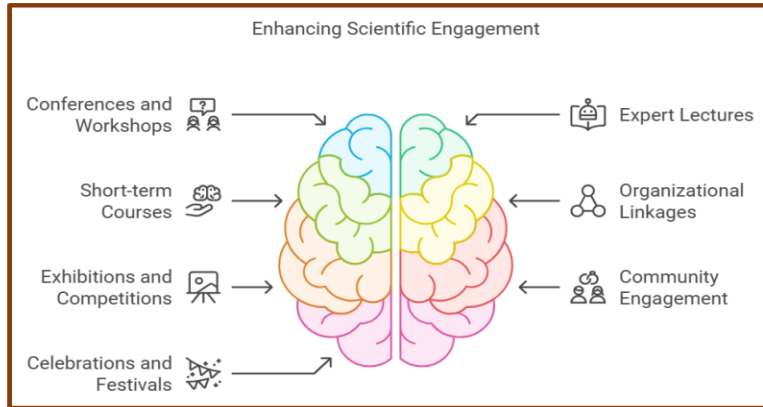 Enhancing Scientific Engagement
Conferences and
Workshops
?
Short-term
Courses
Exhibitions and
Competitions
Celebrations and
Festivals
Expert Lectures
Organizational
Linkages
Community
Engagement